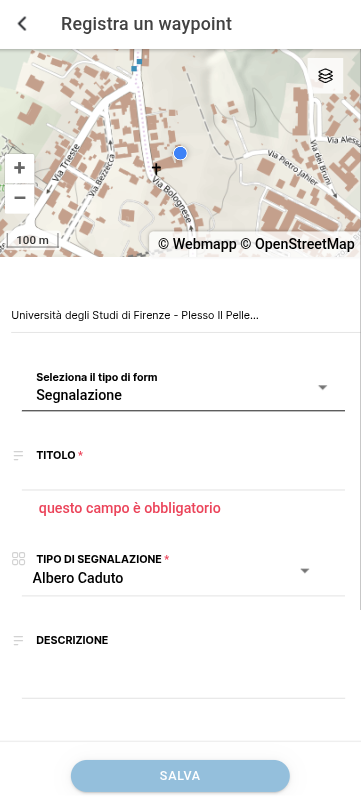 Registra un waypoint
Via Trieste
Via Bezzecca
Via Bolognese
Via Pietro Jahier
Via dei Bruni
Via Aless
+
−
100 m
© Webmapp © OpenStreetMap
Università degli Studi di Firenze - Plesso Il Pelle...
Seleziona il tipo di form
Segnalazione
TITOLO *
questo campo è obbligatorio
TIPO DI SEGNALAZIONE *
Albero Caduto
DESCRIZIONE
SALVA